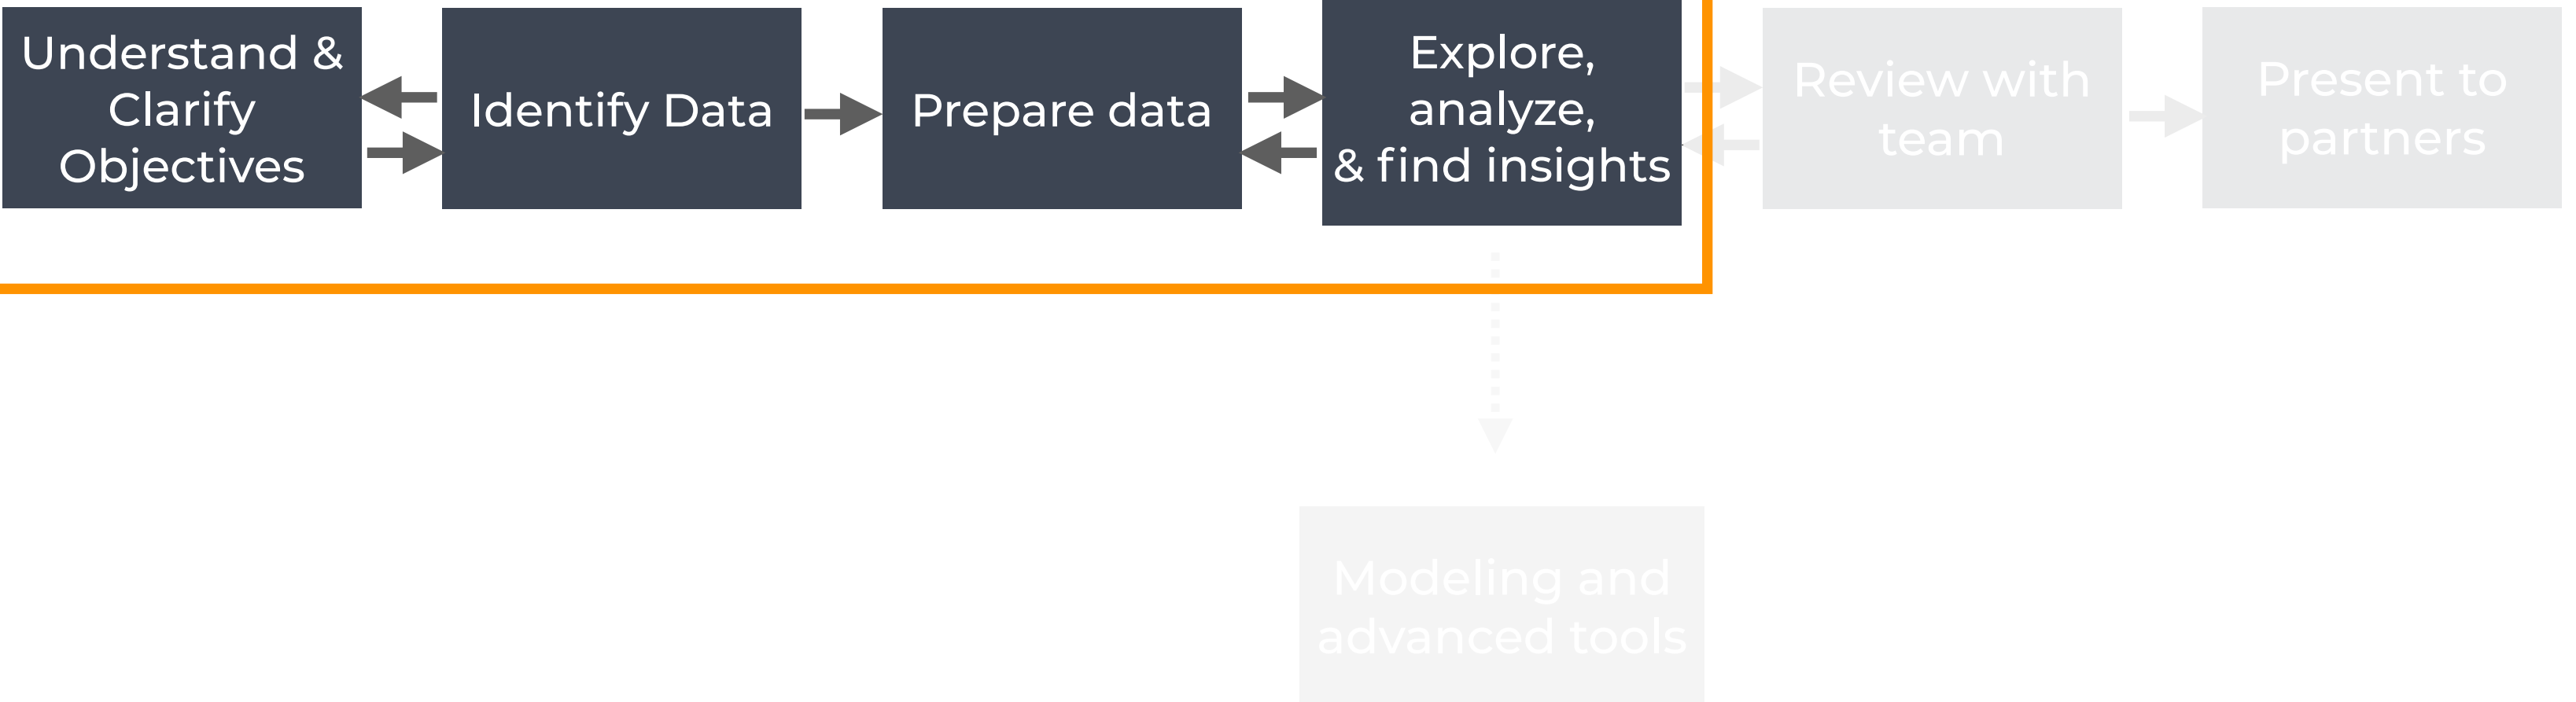 Understand &
Clarify
Objectives
Identify Data
Prepare data
Explore,
analyze,
& find insights
Review with
team
Present to
partners
Modeling and
advanced tools